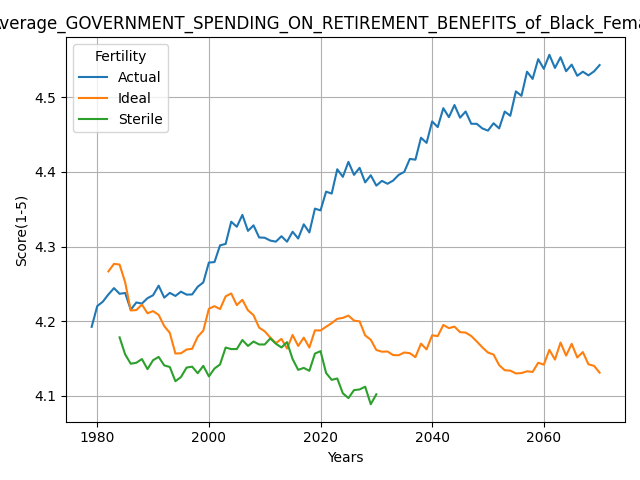 Average_GOVERNMENT_SPENDING_ON_RETIREMENT_BENEFITS_of_Black_Fema
Fertility
Actual
Ideal
Sterile
Score(1-5)
4.5
4.4
4.3
4.2
4.1
1980 2000 2020 2040 2060
Years